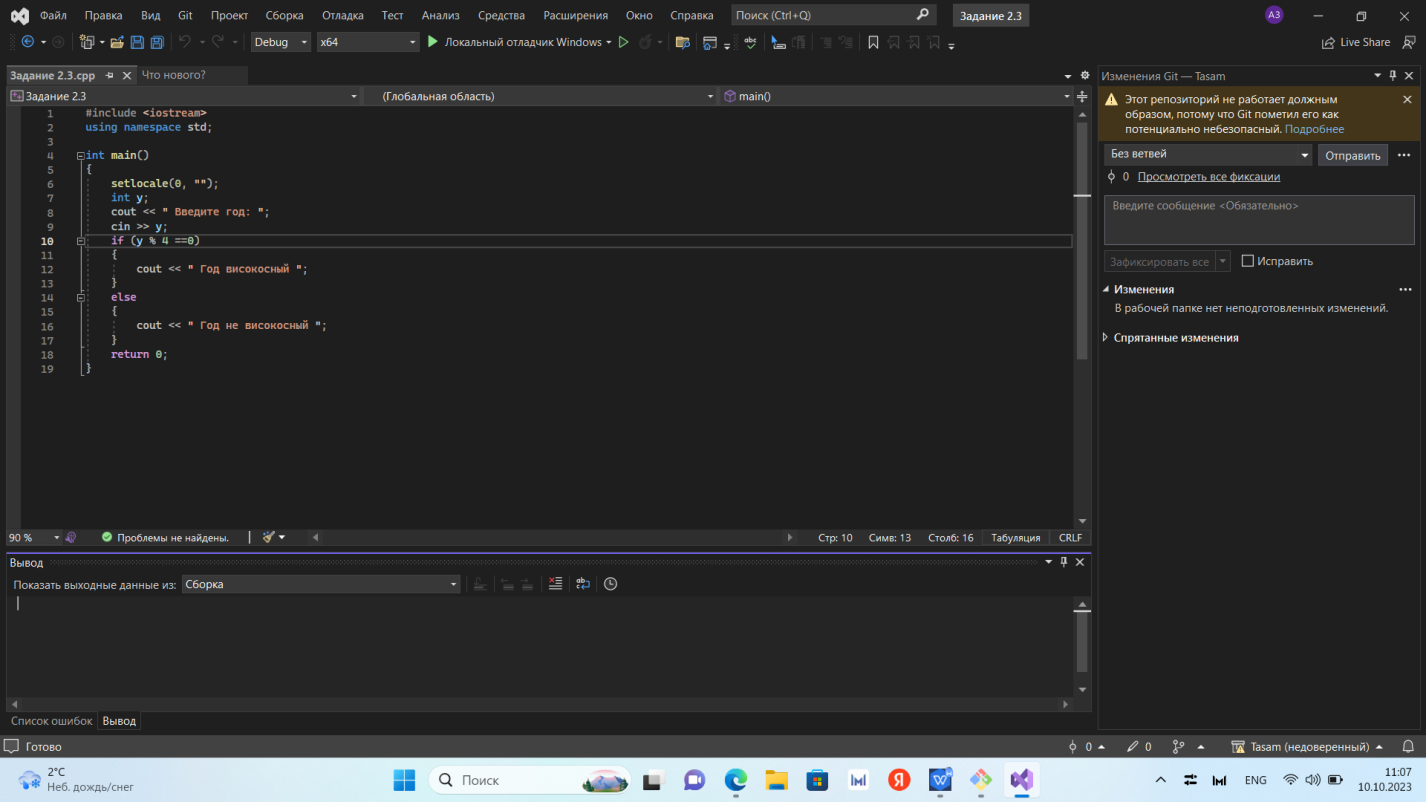 Файл Правка Вид Git Проект Сборка Отладка Тест Анализ Средства Расширения Окно Справка Поиск (Ctrl+Q) Задание 2.3 АЗ
Debug x64 Локальный отладчик Windows Live Share
Задание 2.3.cpp Что нового?
Задание 2.3 (Глобальная область) main()
1 #include <iostream>
2 using namespace std;
3
4 int main()
5 {
6 setlocale(0, "");
7 int y;
8 cout << " Введите год: ";
9 cin >> y;
10 if (y % 4 ==0)
11 {
12 cout << " Год високосный ";
13 }
14 else
15 {
16 cout << " Год не високосный ";
17 }
18 return 0;
19 }
90 % Проблемы не найдены. Стр: 10 Симв: 13 Столб: 16 Табуляция CRLF
Вывод
Показать выходные данные из: Сборка
Список ошибок Вывод
Изменения Git — Tasam
Этот репозиторий не работает должным
образом, потому что Git пометил его как
потенциально небезопасный. Подробнее
Без ветвей Отправить
0 Просмотреть все фиксации
Введите сообщение <Обязательно>
Зафиксировать все Исправить
Изменения
В рабочей папке нет неподготовленных изменений.
Спрятанные изменения
Готово 0 0 Tasam (недоверенный)
2°C
Неб. дождь/снег
Поиск
ENG
11:07
10.10.2023